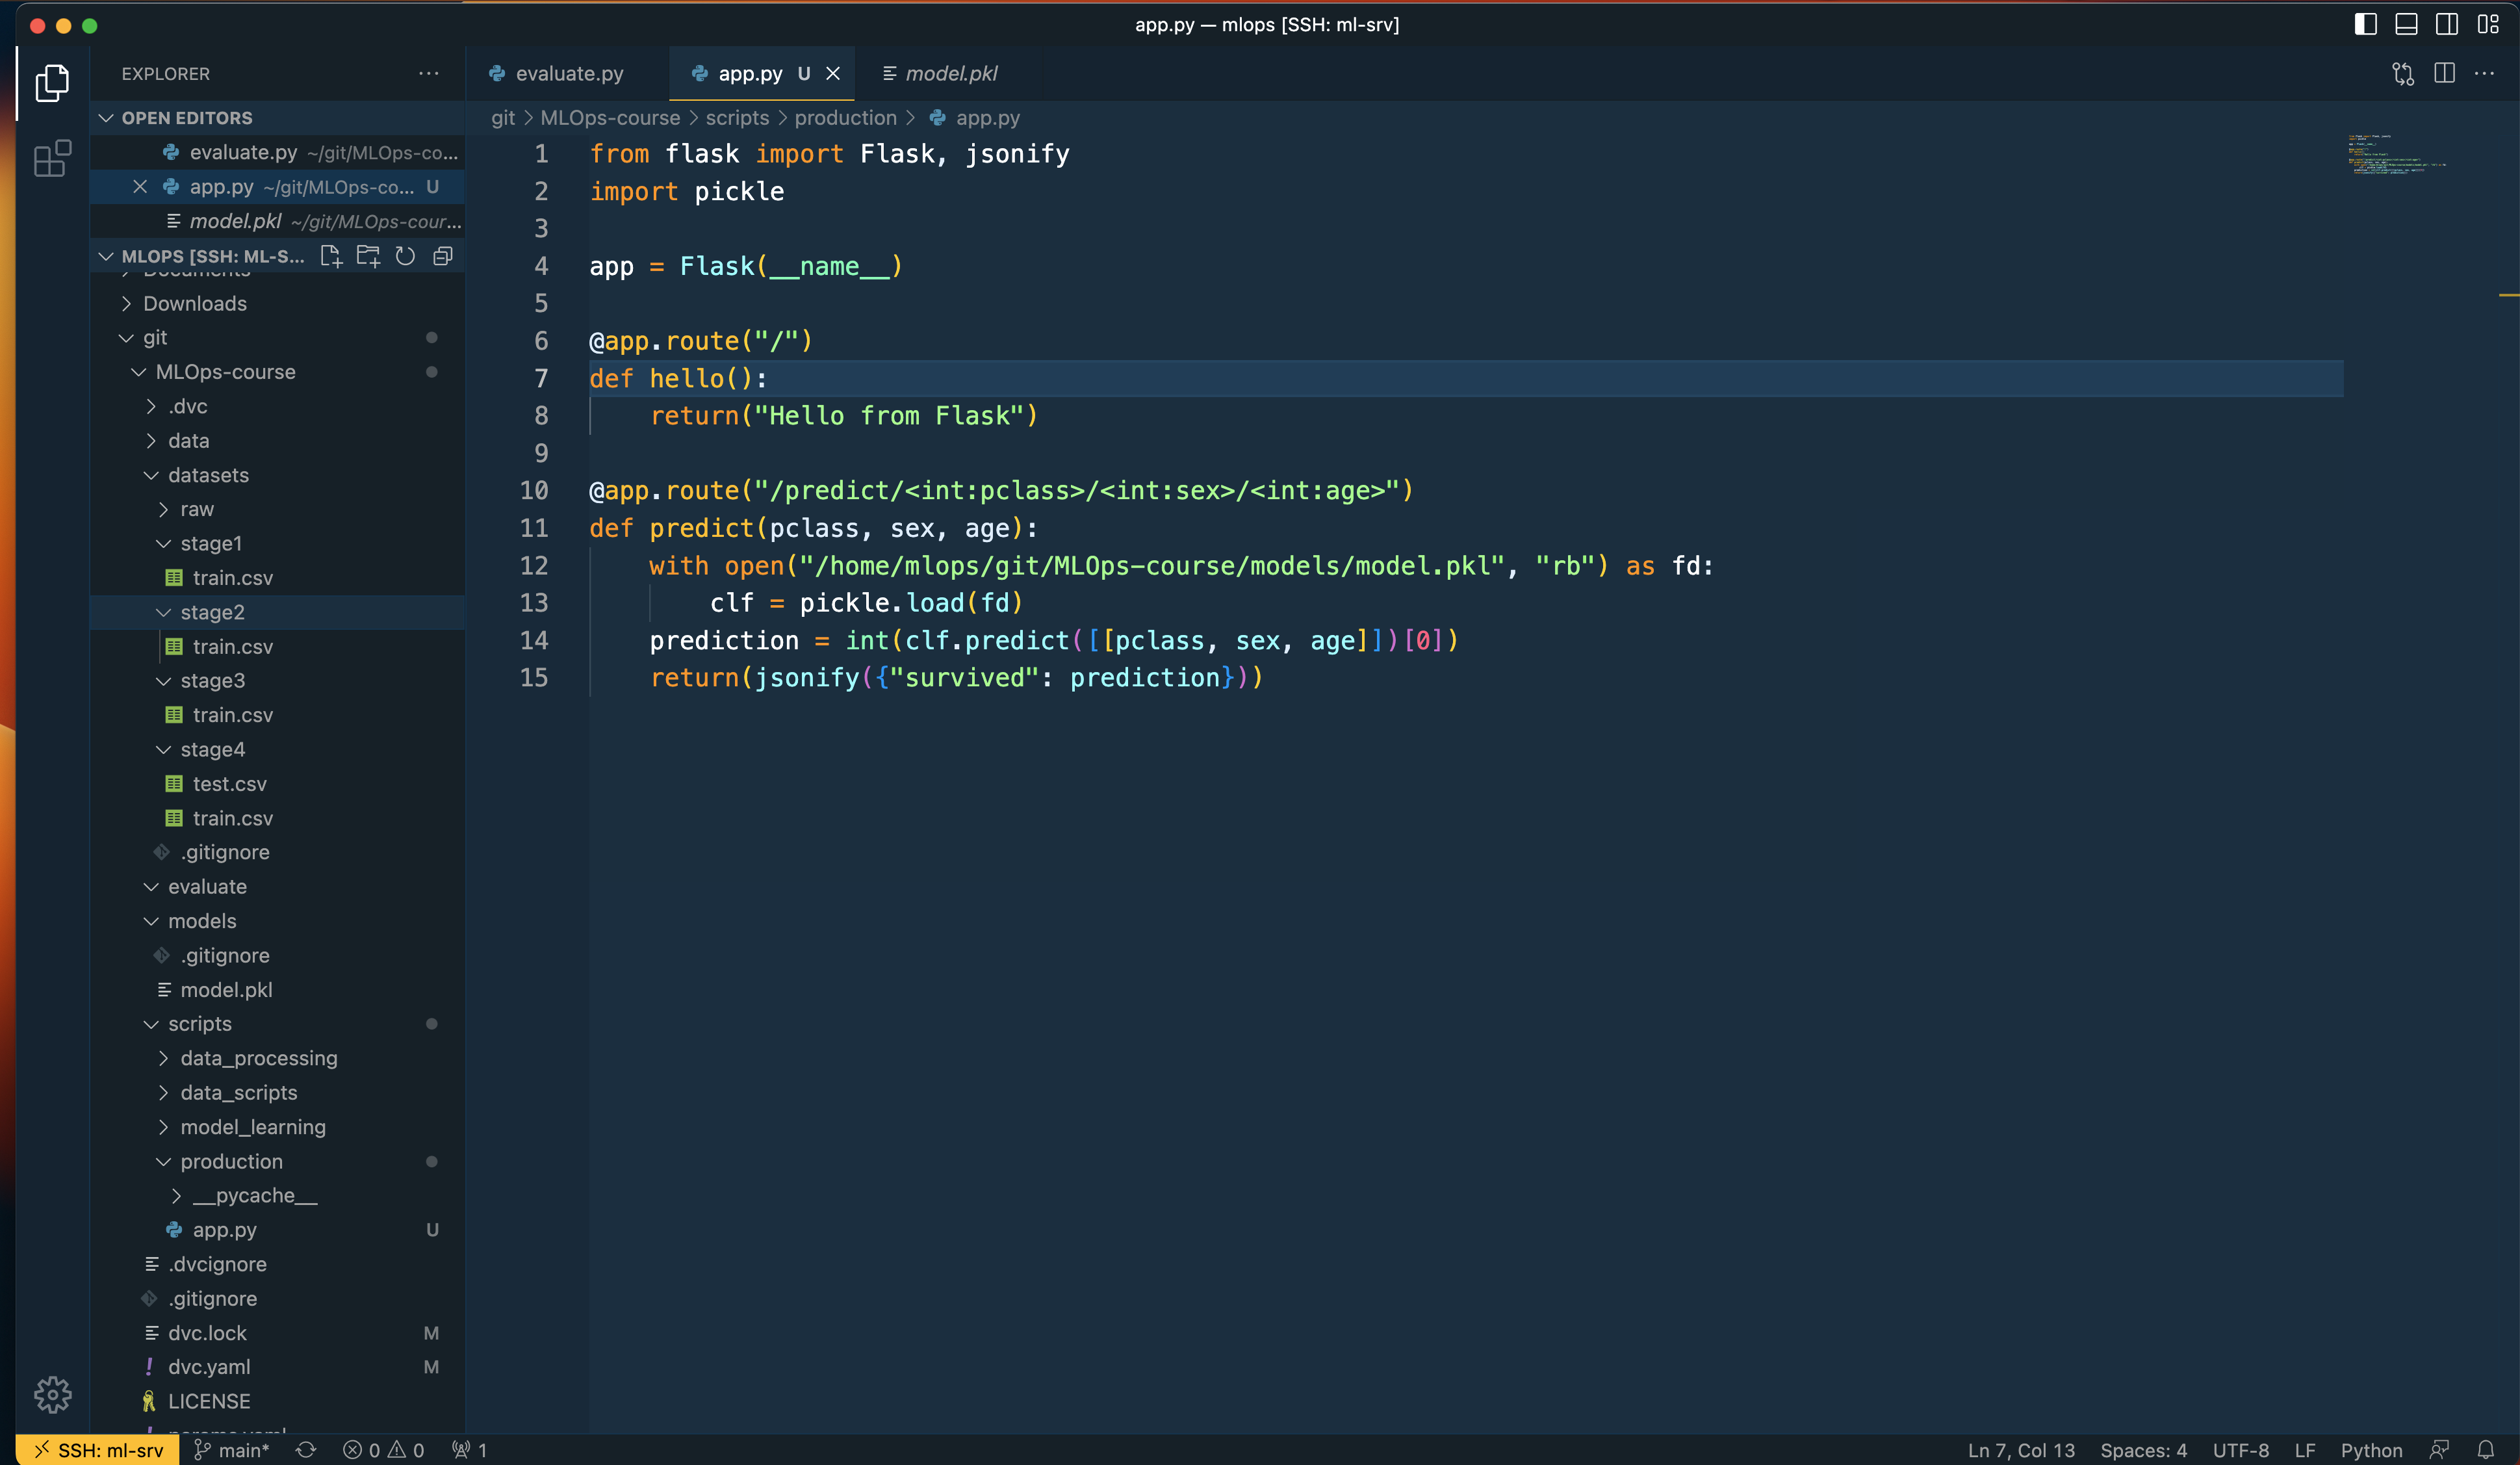 app.py — mlops [SSH: ml-srv]
EXPLORER
OPEN EDITORS
evaluate.py ~/git/MLOps-co...
app.py ~/git/MLOps-co... U
model.pkl ~/git/MLOps-cour...
MLOPS [SSH: ML-S...
Documents
Downloads
git
MLOps-course
.dvc
data
datasets
raw
stage1
train.csv
stage2
train.csv
stage3
train.csv
stage4
test.csv
train.csv
.gitignore
evaluate
models
.gitignore
model.pkl
scripts
data_processing
data_scripts
model_learning
production
__pycache__
app.py U
.dvcignore
.gitignore
dvc.lock M
dvc.yaml M
LICENSE
evaluate.py app.py U model.pkl
git > MLOps-course > scripts > production > app.py
1 from flask import Flask, jsonify
2 import pickle
3
4 app = Flask(__name__)
5
6 @app.route("/")
7 def hello():
8     return("Hello from Flask")
9
10 @app.route("/predict/<int:pclass>/<int:sex>/<int:age>")
11 def predict(pclass, sex, age):
12     with open("/home/mlops/git/MLOps-course/models/model.pkl", "rb") as fd:
13         clf = pickle.load(fd)
14     prediction = int(clf.predict([[pclass, sex, age]])[0])
15     return(jsonify({"survived": prediction}))
SSH: ml-srv main* 0 0 1 Ln 7, Col 13 Spaces: 4 UTF-8 LF Python